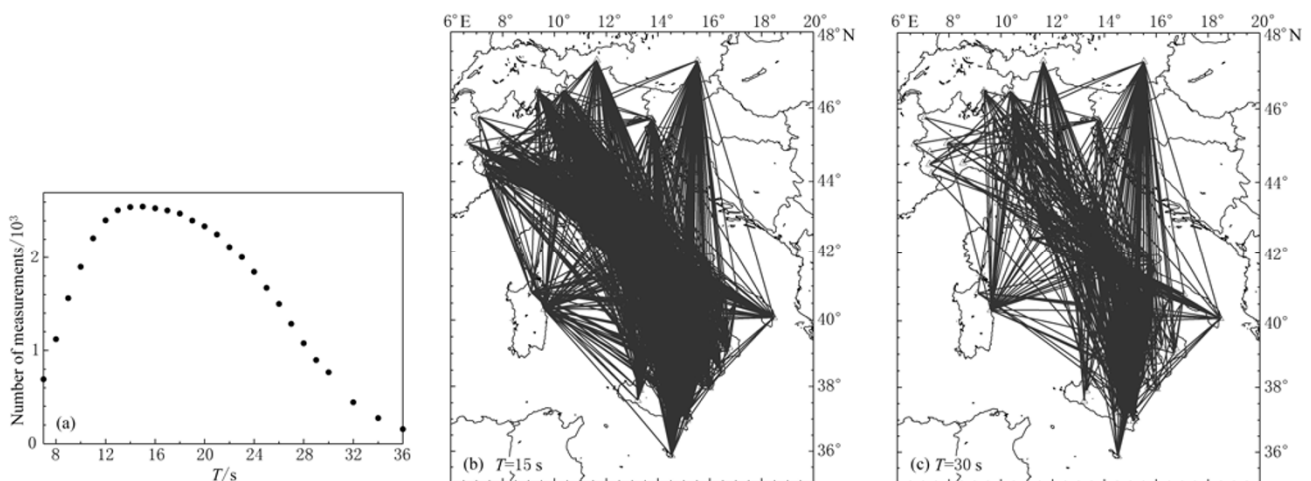 6°E 8° 10° 12° 14° 16° 18° 20°
48°N
46°
44°
42°
40°
38°
36°
(b) T=15 s
6°E 8° 10° 12° 14° 16° 18° 20°
48°N
46°
44°
42°
40°
38°
36°
(c) T=30 s
Number of measurements/10³
2
1
0
(a)
8 12 16 20 24 28 32 36
T/s